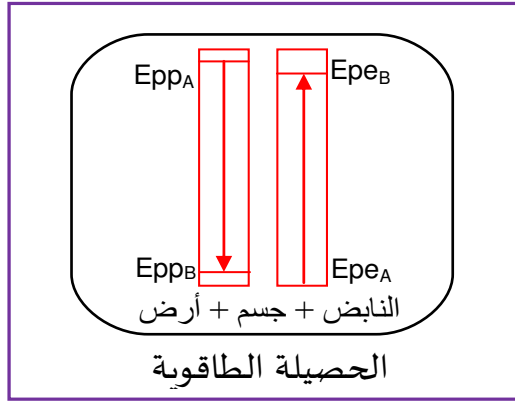 Epp_A Epe_B
Epp_B Epe_A
النابض + جسم + أرض
الحصيلة الطاقوية